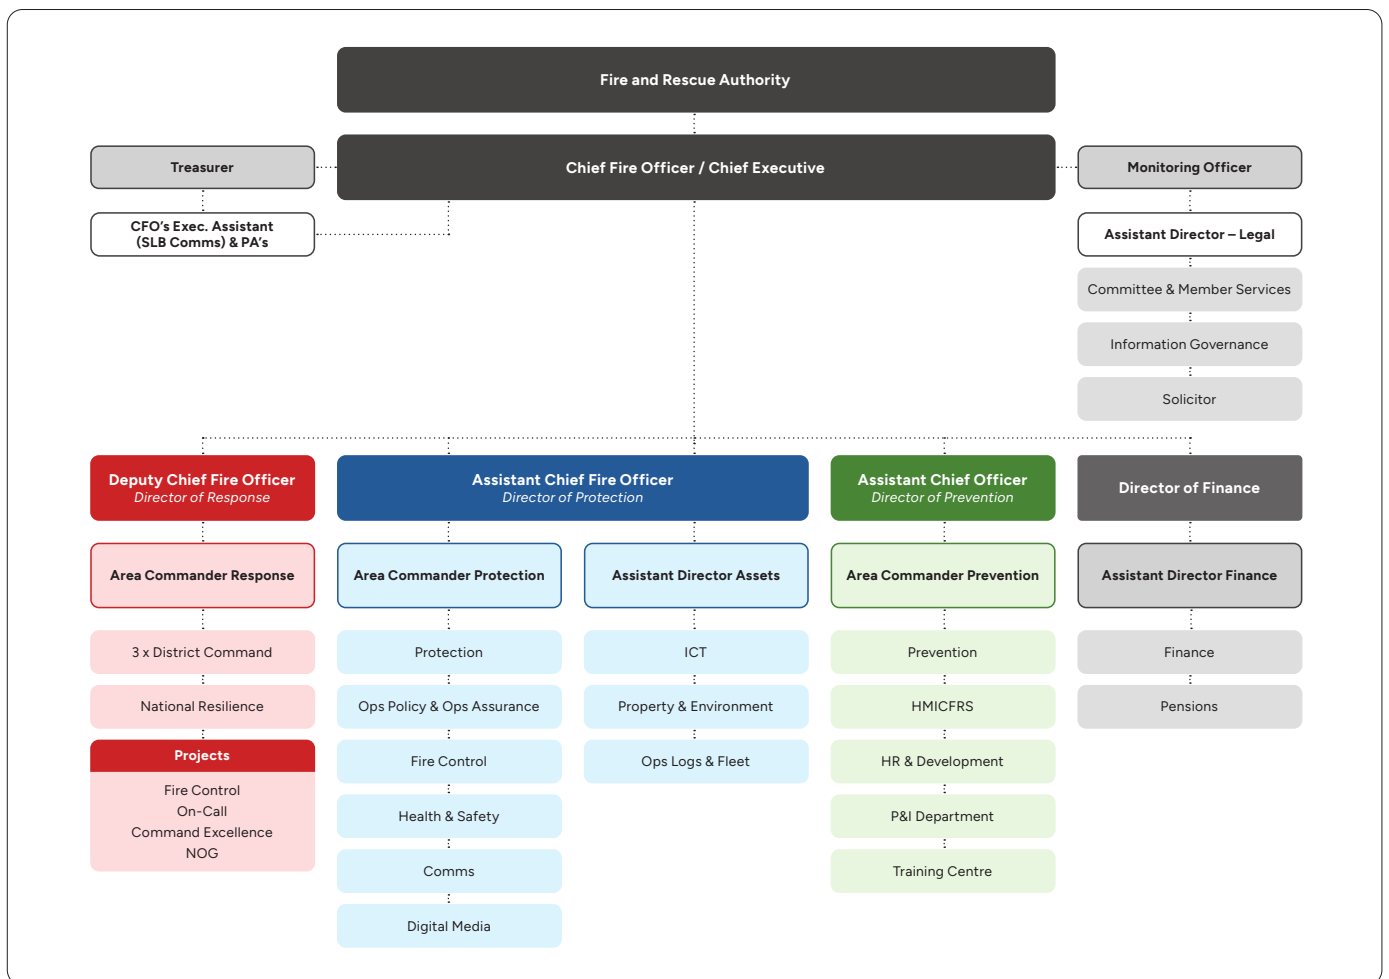 Fire and Rescue Authority
Treasurer
Chief Fire Officer / Chief Executive
Monitoring Officer
CFO’s Exec. Assistant
(SLB Comms) & PA’s
Assistant Director – Legal
Committee & Member Services
Information Governance
Solicitor
Deputy Chief Fire Officer
Director of Response
Assistant Chief Fire Officer
Director of Protection
Assistant Chief Officer
Director of Prevention
Director of Finance
Area Commander Response
Area Commander Protection
Assistant Director Assets
Area Commander Prevention
Assistant Director Finance
3 x District Command
National Resilience
Projects
Fire Control
On-Call
Command Excellence
NOG
Protection
Ops Policy & Ops Assurance
Fire Control
Health & Safety
Comms
Digital Media
ICT
Property & Environment
Ops Logs & Fleet
Prevention
HMICFRS
HR & Development
P&I Department
Training Centre
Finance
Pensions